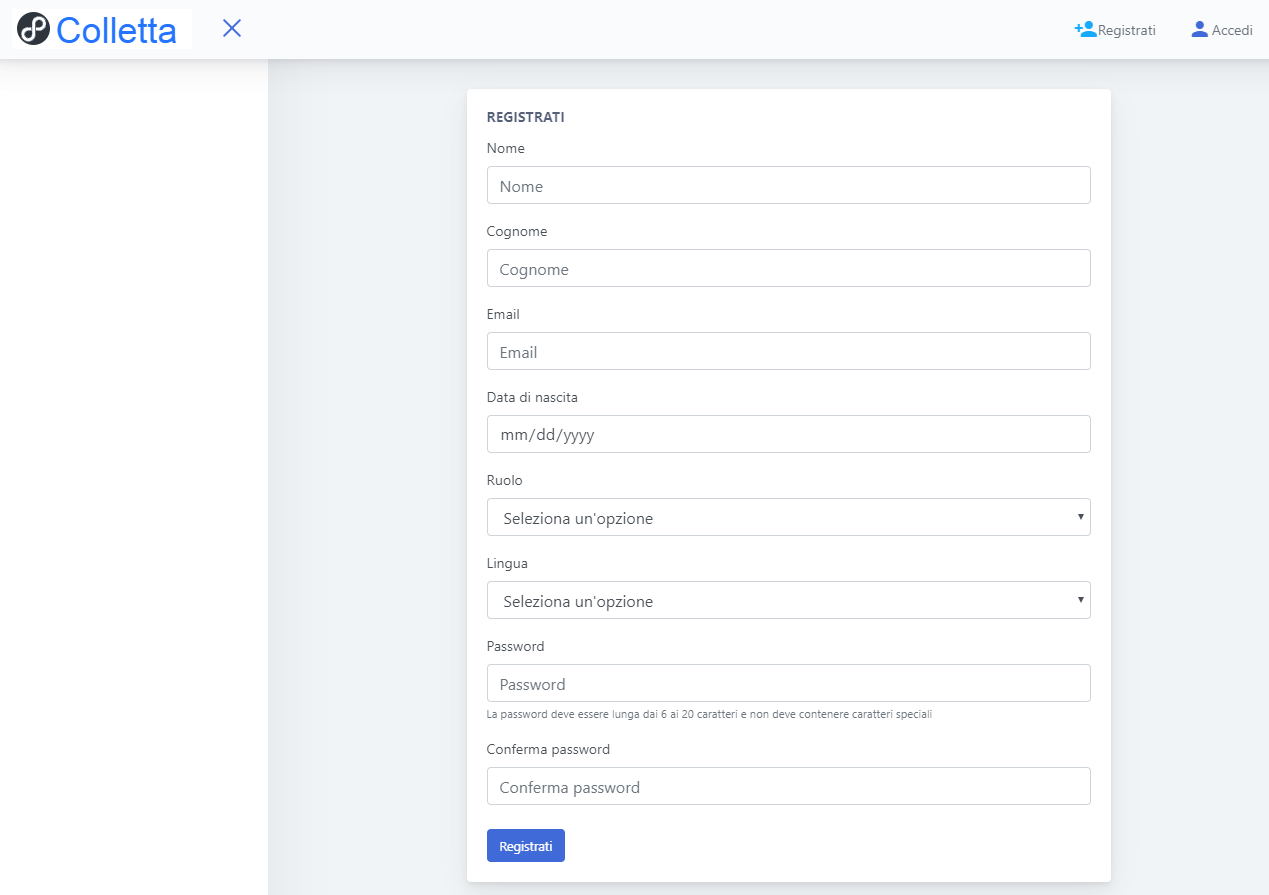 Colletta
Registrati
Accedi
REGISTRATI
Nome
Nome
Cognome
Cognome
Email
Email
Data di nascita
mm/dd/yyyy
Ruolo
Seleziona un'opzione
Lingua
Seleziona un'opzione
Password
Password
La password deve essere lunga dai 6 ai 20 caratteri e non deve contenere caratteri speciali
Conferma password
Conferma password
Registrati